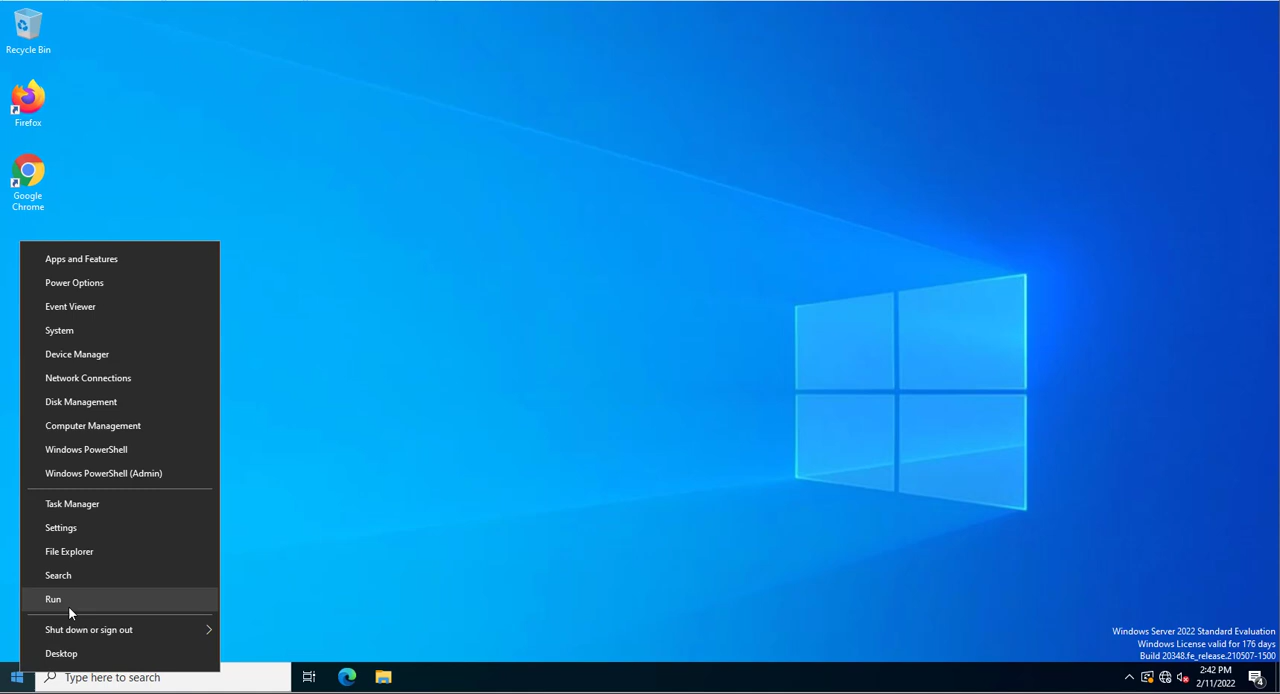 Recycle Bin
Firefox
Google
Chrome
Apps and Features
Power Options
Event Viewer
System
Device Manager
Network Connections
Disk Management
Computer Management
Windows PowerShell
Windows PowerShell (Admin)
Task Manager
Settings
File Explorer
Search
Run
Shut down or sign out
Desktop
Windows Server 2022 Standard Evaluation
Windows License valid for 176 days
Build 20348.fe_release.210507-1500
Type here to search
2:42 PM
2/11/2022
4